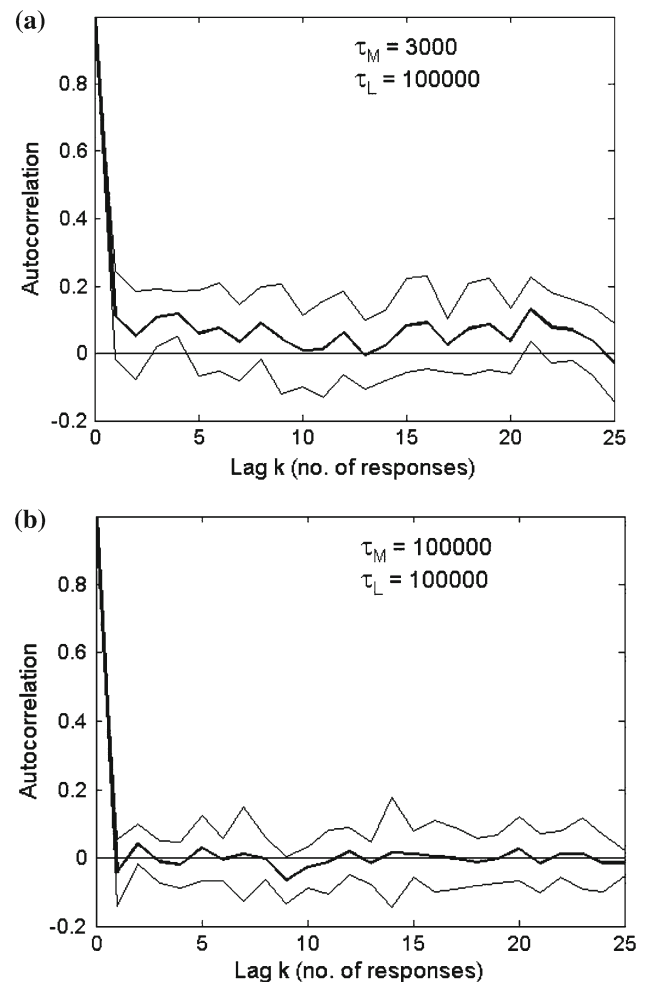 (a)
τM = 3000
τL = 100000
0.8
0.6
0.4
0.2
0
-0.2
Autocorrelation
0 5 10 15 20 25
Lag k (no. of responses)
(b)
τM = 100000
τL = 100000
0.8
0.6
0.4
0.2
0
-0.2
Autocorrelation
0 5 10 15 20 25
Lag k (no. of responses)